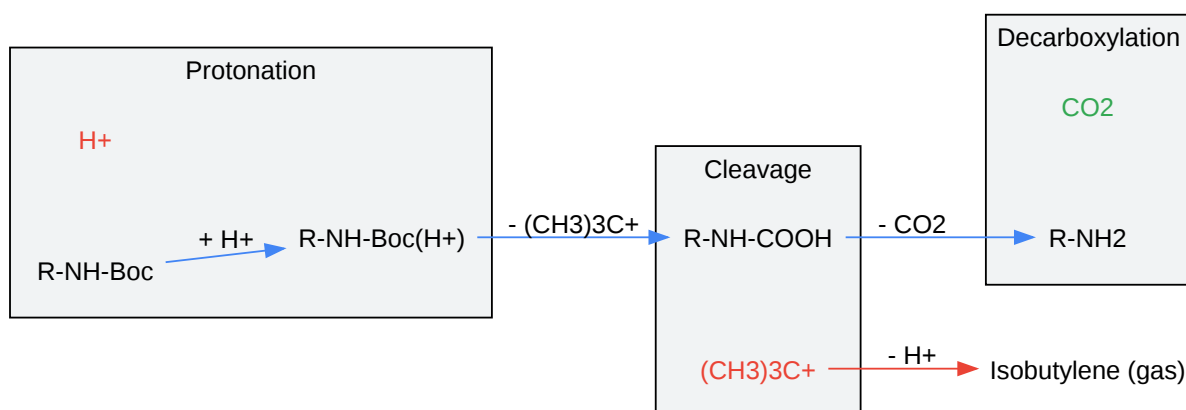 Protonation
H+
R-NH-Boc
+ H+
R-NH-Boc(H+)
- (CH3)3C+
Cleavage
R-NH-COOH
(CH3)3C+
- CO2
- H+
Decarboxylation
CO2
R-NH2
Isobutylene (gas)